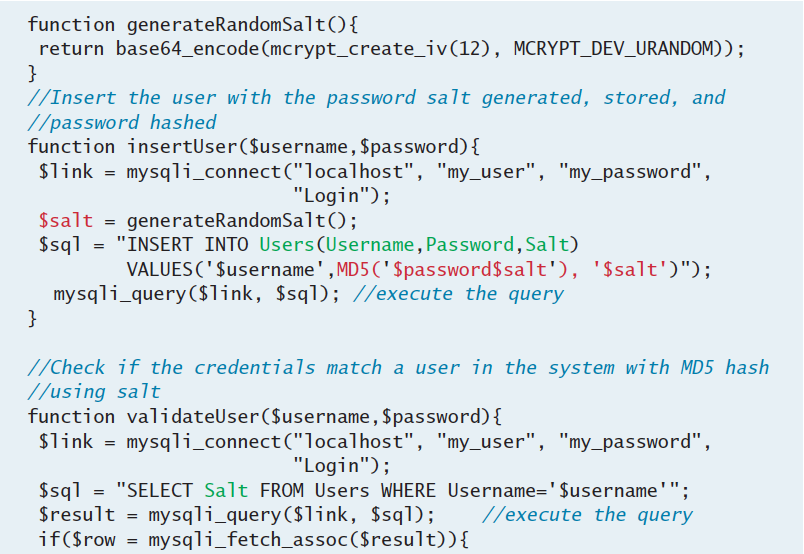 function generateRandomSalt(){
return base64_encode(mcrypt_create_iv(12), MCRYPT_DEV_URANDOM));
}
//Insert the user with the password salt generated, stored, and
//password hashed
function insertUser($username,$password){
$link = mysqli_connect("localhost", "my_user", "my_password",
"Login");
$salt = generateRandomSalt();
$sql = "INSERT INTO Users(Username,Password,Salt)
VALUES('$username',MD5('$password$salt'), '$salt')");
mysqli_query($link, $sql); //execute the query
}
//Check if the credentials match a user in the system with MD5 hash
//using salt
function validateUser($username,$password){
$link = mysqli_connect("localhost", "my_user", "my_password",
"Login");
$sql = "SELECT Salt FROM Users WHERE Username='$username'";
$result = mysqli_query($link, $sql); //execute the query
if($row = mysqli_fetch_assoc($result)){